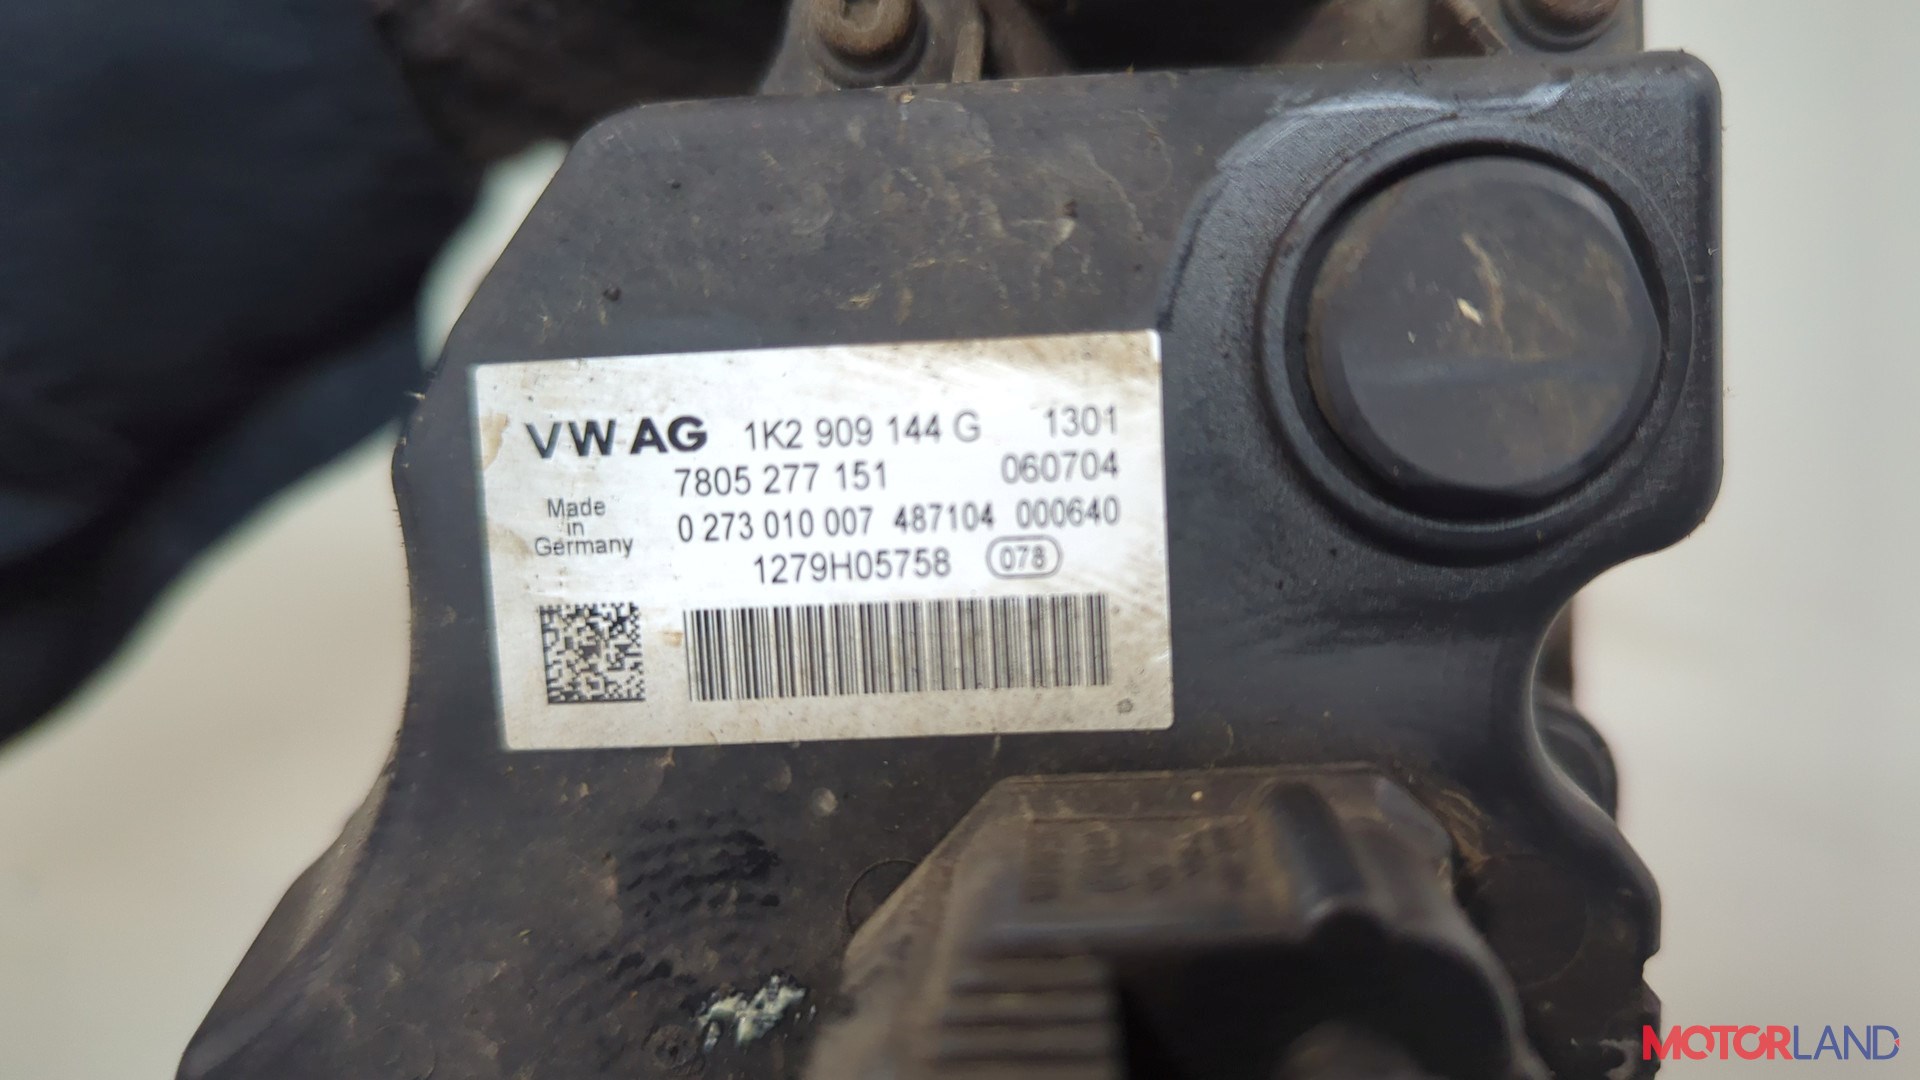 VW AG 1K2 909 144 G 1301
7805 277 151 060704
Made in Germany
0 273 010 007 487104 000640
1279H05758 078
MOTORLAND